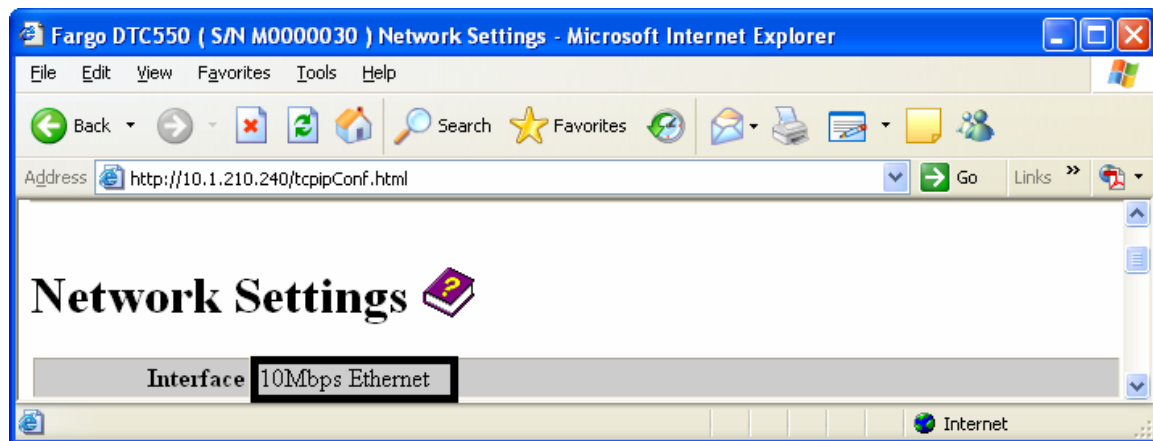 Fargo DTC550 ( S/N M0000030 ) Network Settings - Microsoft Internet Explorer
File Edit View Favorites Tools Help
Back Search Favorites
Address http://10.1.210.240/tcpipConf.html Go Links »
Network Settings ?
Interface 10Mbps Ethernet
Internet